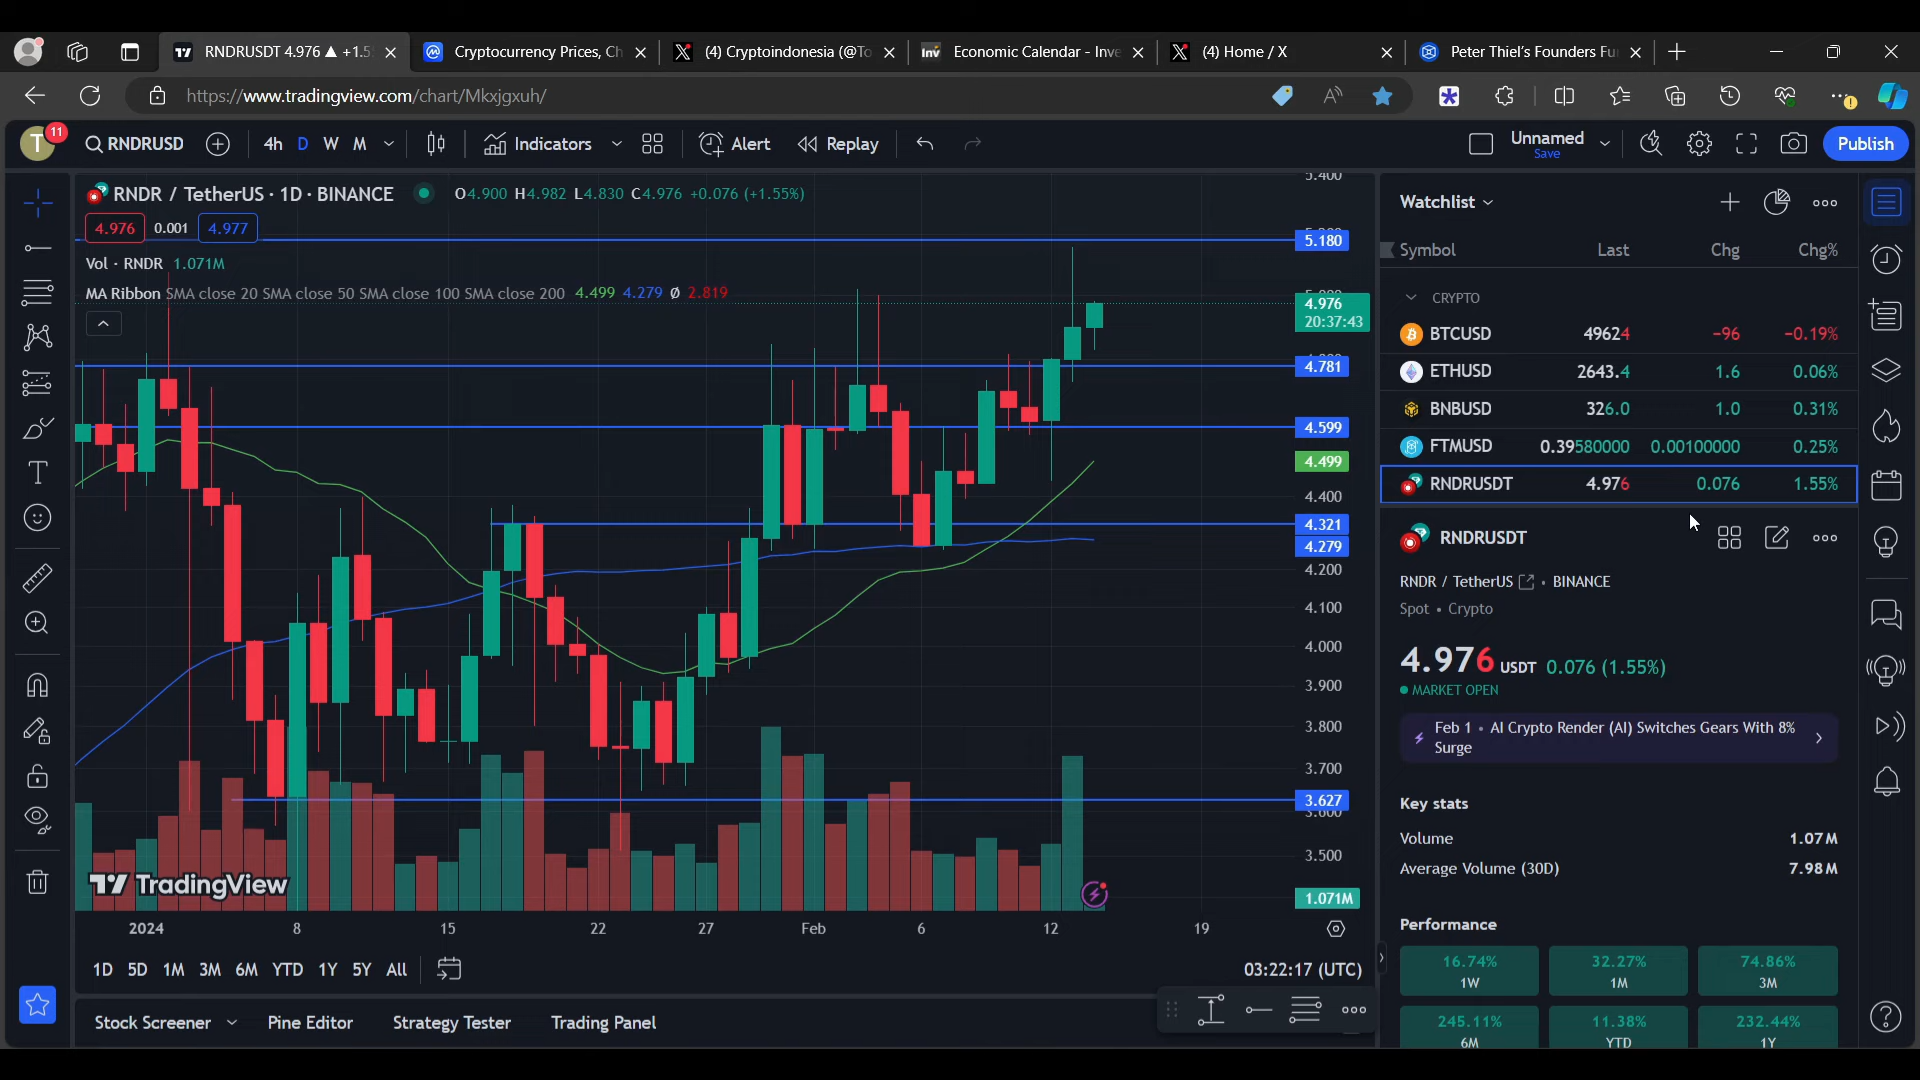 RNDRUSDT 4.976 ▲ +1.5
Cryptocurrency Prices, Ch
(4) Cryptoindonesia (@To
Economic Calendar - Inve
(4) Home / X
Peter Thiel's Founders Fu
https://www.tradingview.com/chart/Mkxjgxuh/
T
11
RNDRUSD
4h D W M
Indicators
Alert
Replay
Unnamed
Save
Publish
RNDR / TetherUS · 1D · BINANCE
O4.900 H4.982 L4.830 C4.976 +0.076 (+1.55%)
4.976 0.001 4.977
Vol · RNDR 1.071M
MA Ribbon SMA close 20 SMA close 50 SMA close 100 SMA close 200 4.499 4.279 Ø 2.819
5.400
5.180
4.976
20:37:43
4.781
4.599
4.499
4.400
4.321
4.279
4.200
4.100
4.000
3.900
3.800
3.700
3.627
3.600
3.500
1.071M
TradingView
2024 8 15 22 27 Feb 6 12 19
1D 5D 1M 3M 6M YTD 1Y 5Y All
03:22:17 (UTC)
Stock Screener
Pine Editor
Strategy Tester
Trading Panel
Watchlist
Symbol Last Chg Chg%
CRYPTO
BTCUSD 49624 −96 −0.19%
ETHUSD 2643.4 1.6 0.06%
BNBUSD 326.0 1.0 0.31%
FTMUSD 0.39580000 0.00100000 0.25%
RNDRUSDT 4.976 0.076 1.55%
RNDRUSDT
RNDR / TetherUS • BINANCE
Spot • Crypto
4.976 USDT 0.076 (1.55%)
MARKET OPEN
Feb 1 • AI Crypto Render (AI) Switches Gears With 8%
Surge
Key stats
Volume 1.07M
Average Volume (30D) 7.98M
Performance
16.74% 32.27% 74.86%
1W 1M 3M
245.11% 11.38% 232.44%
6M YTD 1Y